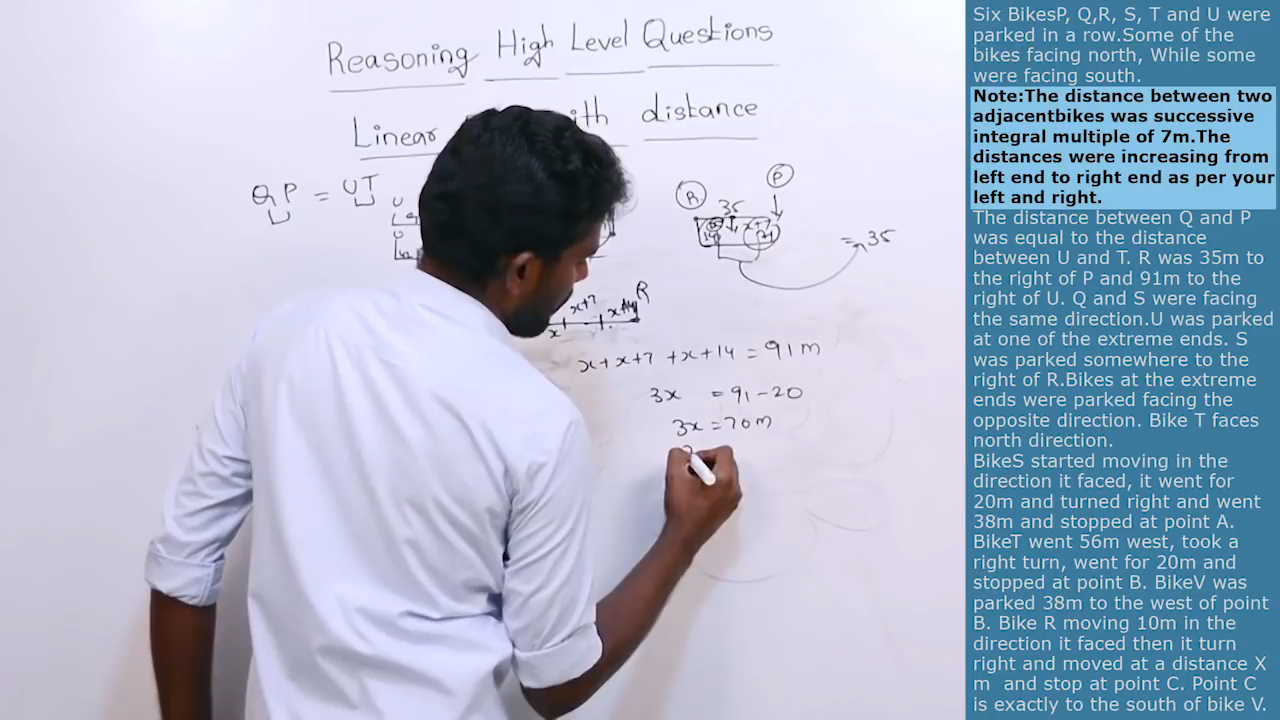 Reasoning High Level Questions
Linear with distance
QP = UT
U
U
R
P
35
x+7
21
= 35
x+7
R
x
x+14
x+x+7 +x+14 = 91m
3x = 91-20
3x = 70m
Six BikesP, Q,R, S, T and U were
parked in a row.Some of the
bikes facing north, While some
were facing south.
Note:The distance between two
adjacentbikes was successive
integral multiple of 7m.The
distances were increasing from
left end to right end as per your
left and right.
The distance between Q and P
was equal to the distance
between U and T. R was 35m to
the right of P and 91m to the
right of U. Q and S were facing
the same direction.U was parked
at one of the extreme ends. S
was parked somewhere to the
right of R.Bikes at the extreme
ends were parked facing the
opposite direction. Bike T faces
north direction.
BikeS started moving in the
direction it faced, it went for
20m and turned right and went
38m and stopped at point A.
BikeT went 56m west, took a
right turn, went for 20m and
stopped at point B. BikeV was
parked 38m to the west of point
B. Bike R moving 10m in the
direction it faced then it turn
right and moved at a distance X
m and stop at point C. Point C
is exactly to the south of bike V.